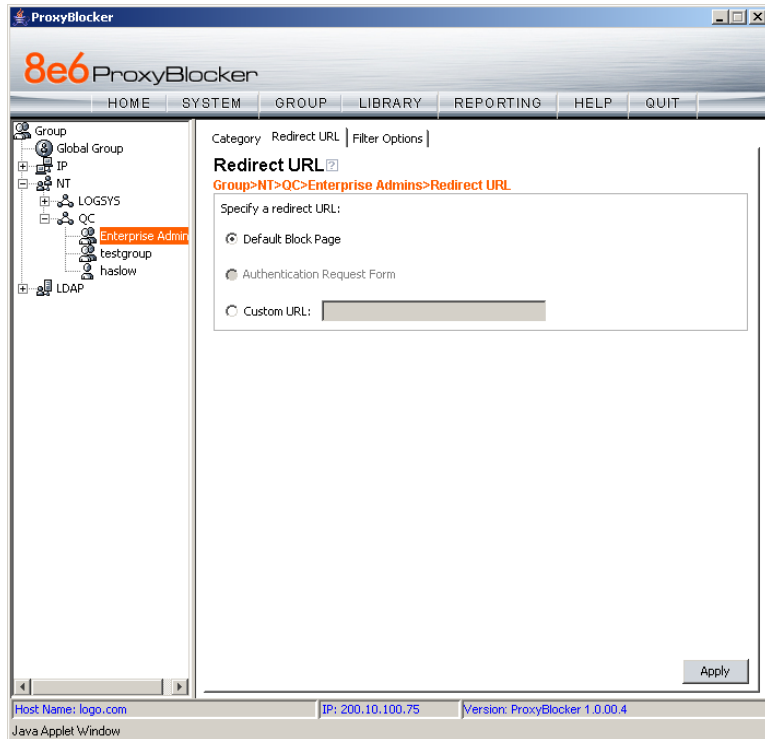 ProxyBlocker
8e6 ProxyBlocker
HOME SYSTEM GROUP LIBRARY REPORTING HELP QUIT
Group
Global Group
IP
NT
LOGSYS
QC
Enterprise Admin
testgroup
haslow
LDAP
Category Redirect URL Filter Options
Redirect URL ?
Group>NT>QC>Enterprise Admins>Redirect URL
Specify a redirect URL:
Default Block Page
Authentication Request Form
Custom URL:
Apply
Host Name: logo.com IP: 200.10.100.75 Version: ProxyBlocker 1.0.00.4
Java Applet Window